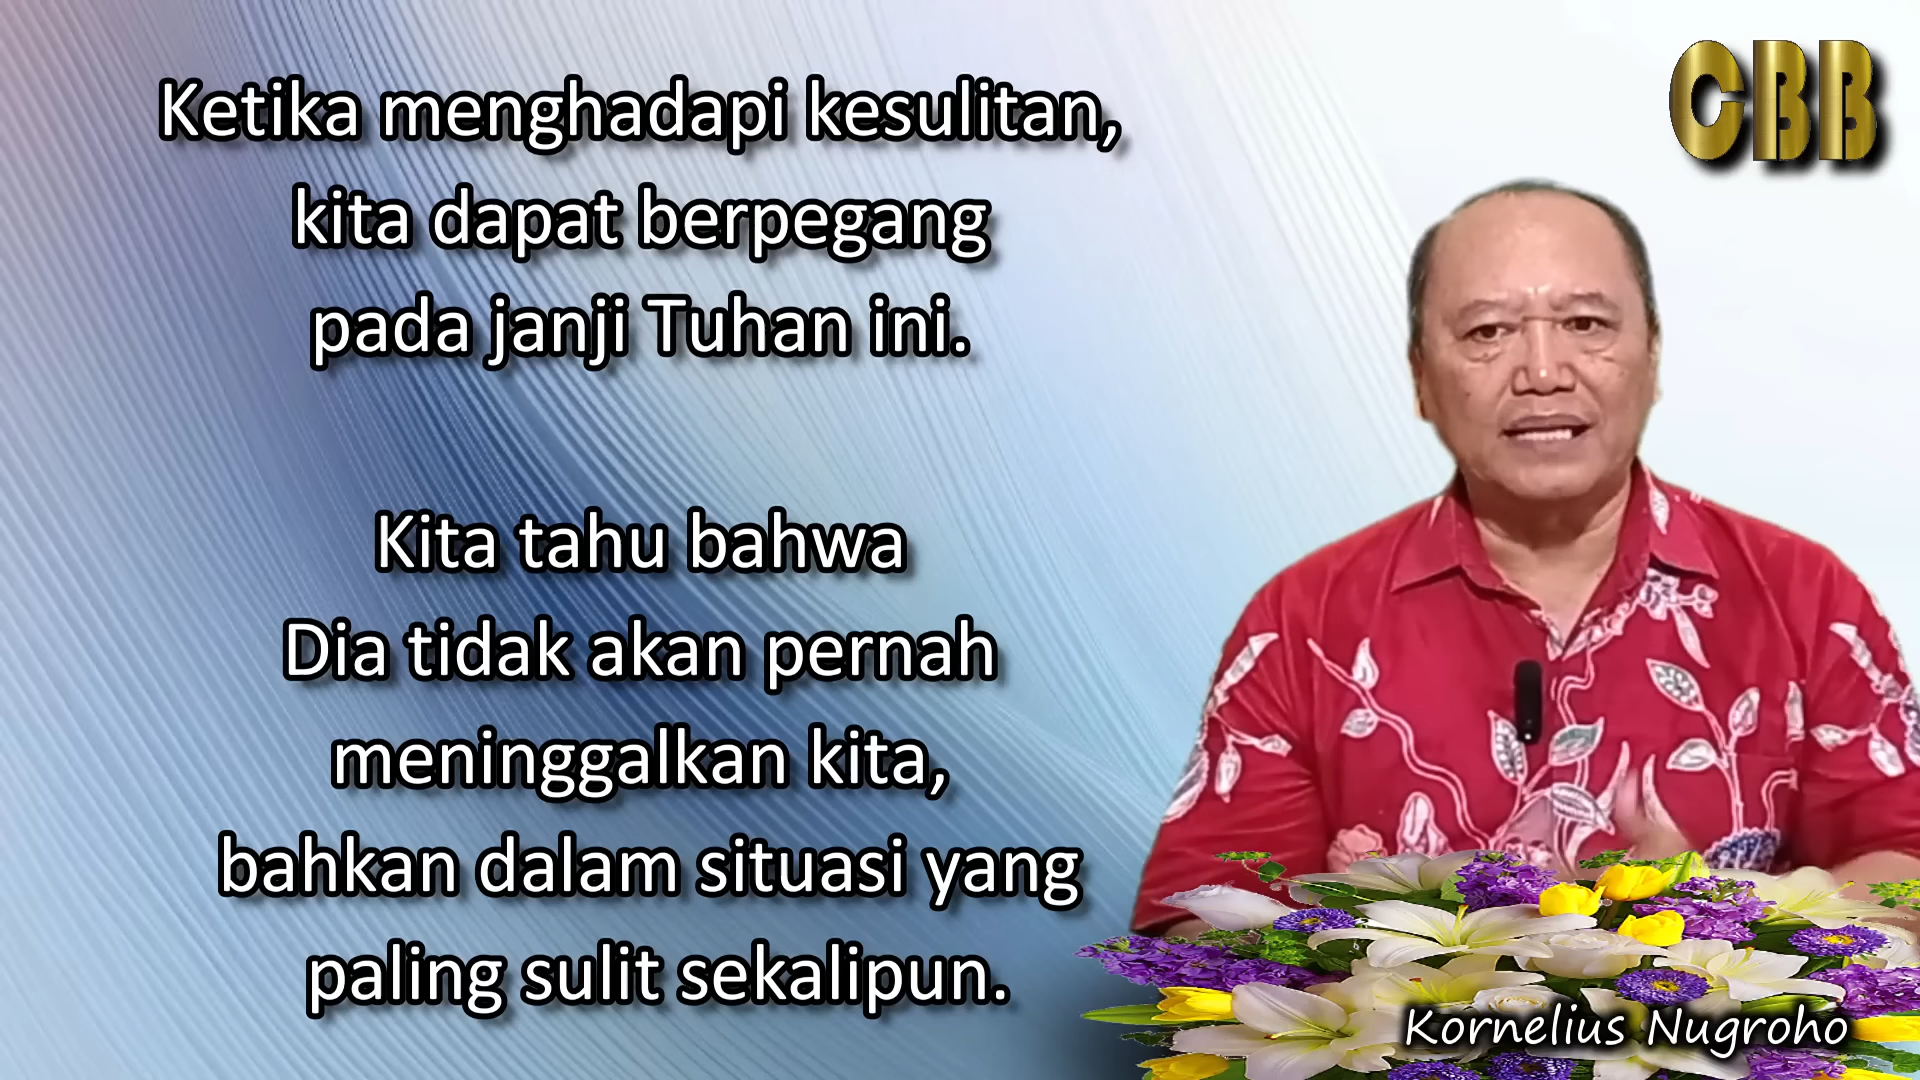 Ketika menghadapi kesulitan,
kita dapat berpegang
pada janji Tuhan ini.
Kita tahu bahwa
Dia tidak akan pernah
meninggalkan kita,
bahkan dalam situasi yang
paling sulit sekalipun.
CBB
Kornelius Nugroho